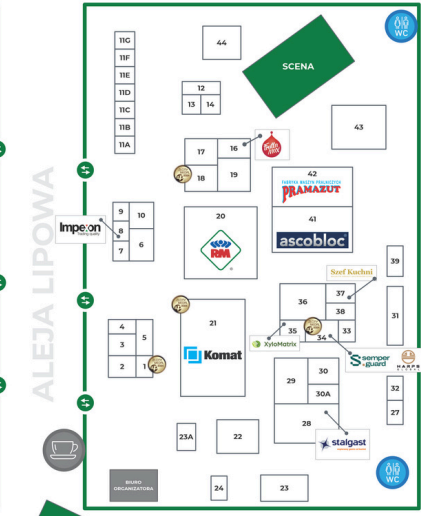 WC
44
SCENA
11G
11F
11E
11D
11C
11B
11A
12
13
14
43
17
16
18
19
42
PRAMAZUT
41
ascobloc
ALEJA LIPOWA
9
10
8
7
6
Impexon
20
RM
39
Szef Kuchni
37
36
38
35
34
33
31
XyloMatrix
semper
guard
HARPS
GLOBAL
21
Komat
4
5
3
2
1
29
30
30A
28
32
27
stalgast
23A
22
BIURO
ORGANIZATORA
24
23
WC